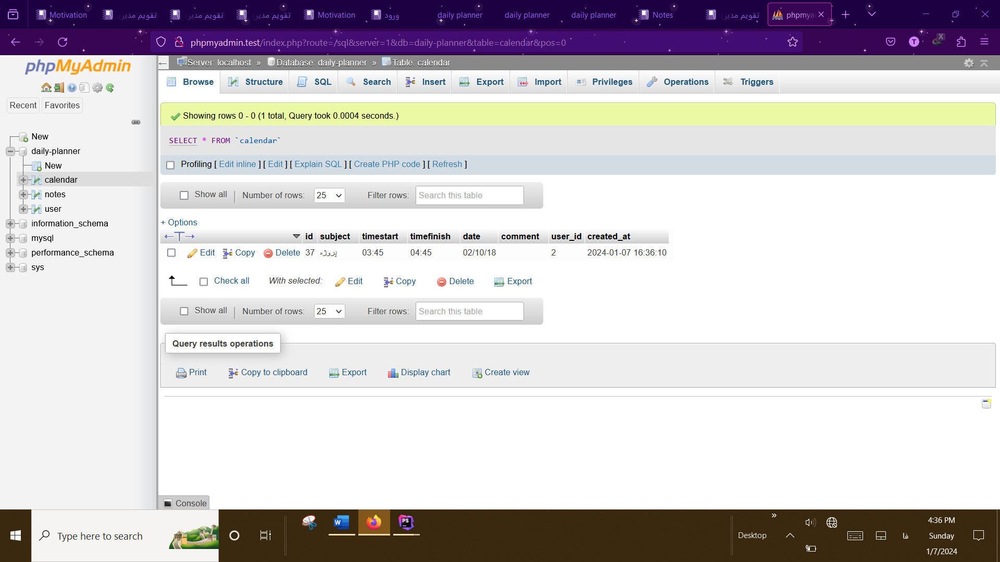 Motivation
تقویم مدیر
تقویم مدیر
تقویم مدیر
Motivation
ورود
daily planner
daily planner
daily planner
Notes
تقویم مدیر
phpmya
phpmyadmin.test/index.php?route=/sql&server=1&db=daily-planner&table=calendar&pos=0
T
X
phpMyAdmin
Recent
Favorites
New
daily-planner
New
calendar
notes
user
information_schema
mysql
performance_schema
sys
Server: localhost » Database: daily-planner » Table: calendar
Browse Structure SQL Search Insert Export Import Privileges Operations Triggers
Showing rows 0 - 0 (1 total, Query took 0.0004 seconds.)
SELECT * FROM `calendar`
Profiling [ Edit inline ] [ Edit ] [ Explain SQL ] [ Create PHP code ] [ Refresh ]
Show all | Number of rows: 25 Filter rows: Search this table
+ Options
←T→ id subject timestart timefinish date comment user_id created_at
Edit Copy Delete 37 پروژه 03:45 04:45 02/10/18 2 2024-01-07 16:36:10
Check all With selected: Edit Copy Delete Export
Show all | Number of rows: 25 Filter rows: Search this table
Query results operations
Print Copy to clipboard Export Display chart Create view
Console
Type here to search
W
PS
Desktop
»
فا
4:36 PM
Sunday
1/7/2024